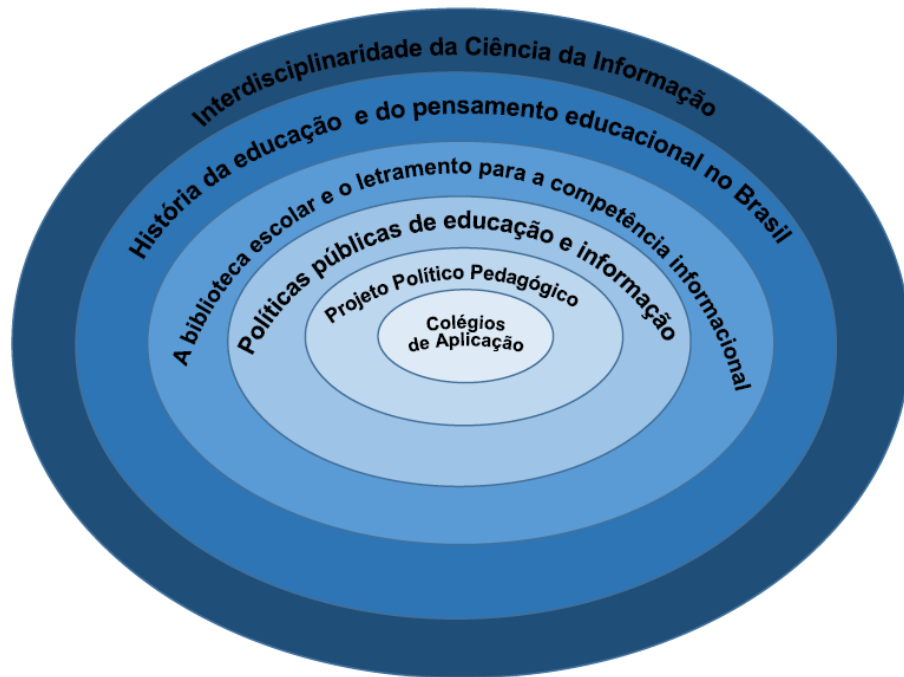 Interdisciplinaridade da Ciência da Informação
História da educação e do pensamento educacional no Brasil
A biblioteca escolar e o letramento para a competência informacional
Políticas públicas de educação e informação
Projeto Político Pedagógico
Colégios
de Aplicação